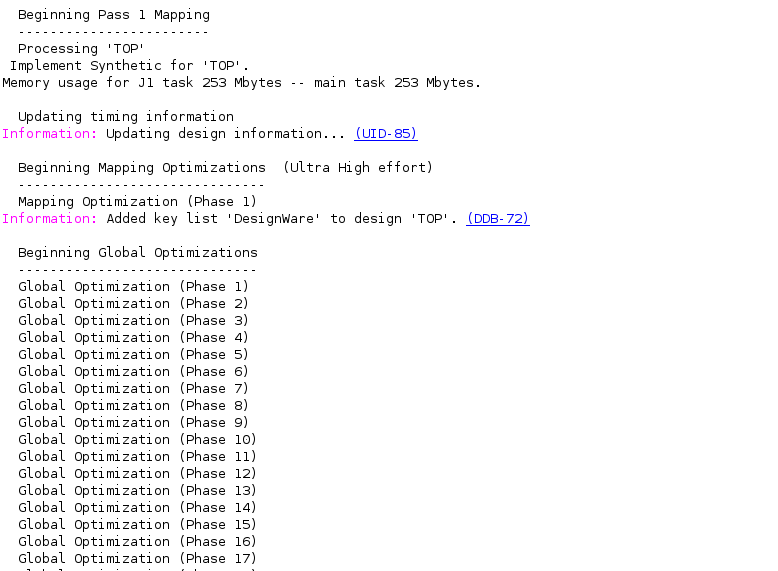 Beginning Pass 1 Mapping
------------------------
Processing 'TOP'
Implement Synthetic for 'TOP'.
Memory usage for J1 task 253 Mbytes -- main task 253 Mbytes.
Updating timing information
Information: Updating design information... (UID-85)
Beginning Mapping Optimizations  (Ultra High effort)
-------------------------------
Mapping Optimization (Phase 1)
Information: Added key list 'DesignWare' to design 'TOP'. (DDB-72)
Beginning Global Optimizations
------------------------------
Global Optimization (Phase 1)
Global Optimization (Phase 2)
Global Optimization (Phase 3)
Global Optimization (Phase 4)
Global Optimization (Phase 5)
Global Optimization (Phase 6)
Global Optimization (Phase 7)
Global Optimization (Phase 8)
Global Optimization (Phase 9)
Global Optimization (Phase 10)
Global Optimization (Phase 11)
Global Optimization (Phase 12)
Global Optimization (Phase 13)
Global Optimization (Phase 14)
Global Optimization (Phase 15)
Global Optimization (Phase 16)
Global Optimization (Phase 17)